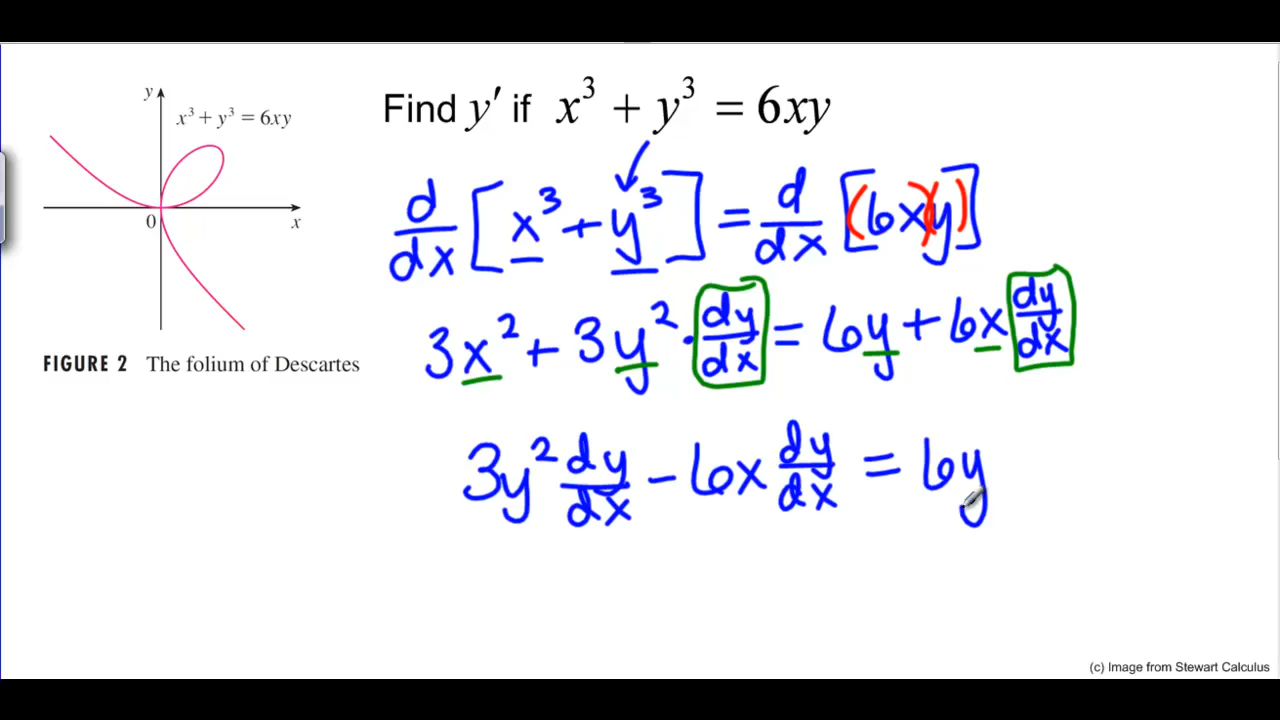 Find y′ if x³ + y³ = 6xy
y
x³ + y³ = 6xy
0
x
FIGURE 2 The folium of Descartes
d/dx [x³ + y³] = d/dx [(6x)(y)]
3x² + 3y² · dy/dx = 6y + 6x dy/dx
3y² dy/dx − 6x dy/dx = 6y
(c) Image from Stewart Calculus